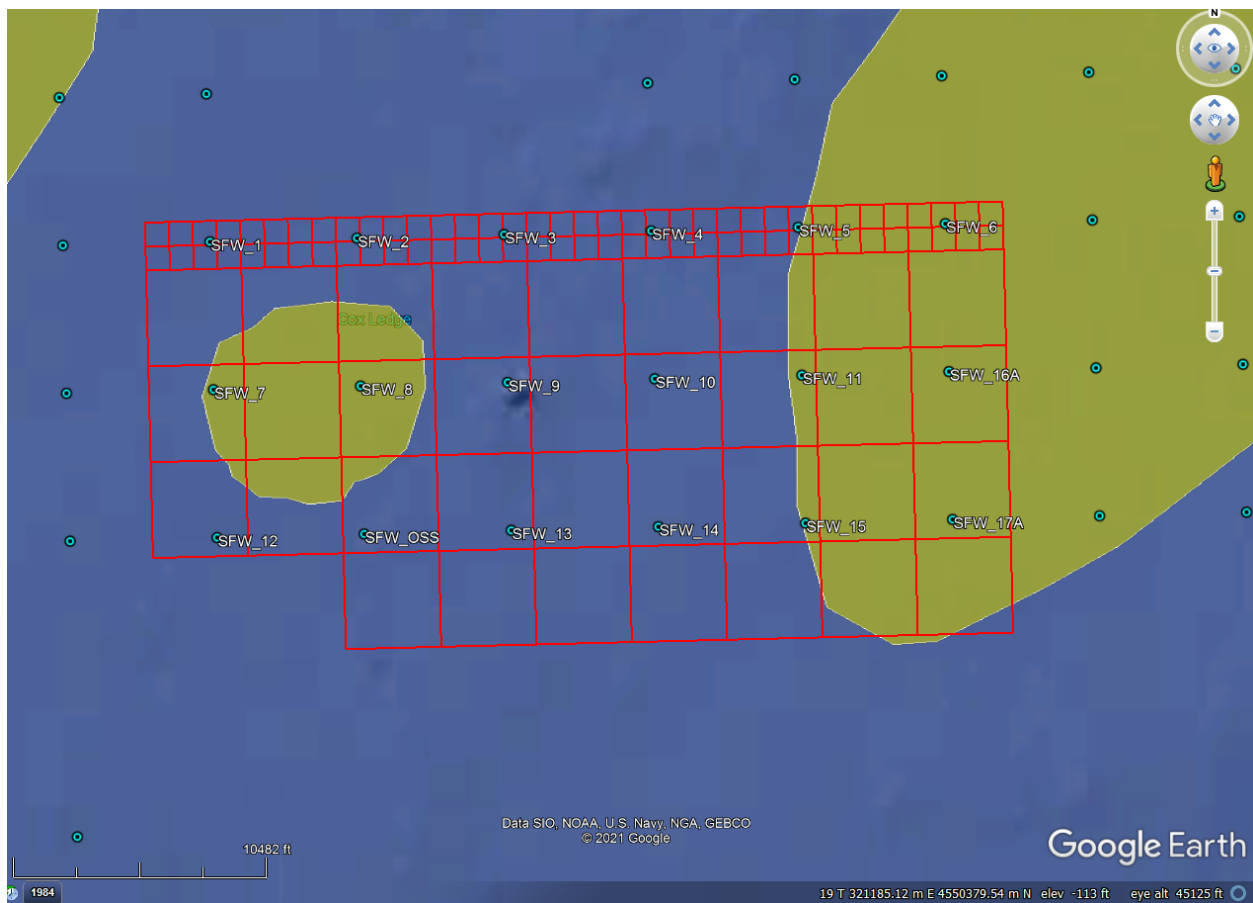 N
SFW_1
SFW_2
SFW_3
SFW_4
SFW_5
SFW_6
Cox Ledge
SFW_7
SFW_8
SFW_9
SFW_10
SFW_11
SFW_16A
SFW_12
SFW_OSS
SFW_13
SFW_14
SFW_15
SFW_17A
Data SIO, NOAA, U.S. Navy, NGA, GEBCO
© 2021 Google
10482 ft
Google Earth
1984
19 T 321185.12 m E 4550379.54 m N elev -113 ft eye alt 45125 ft